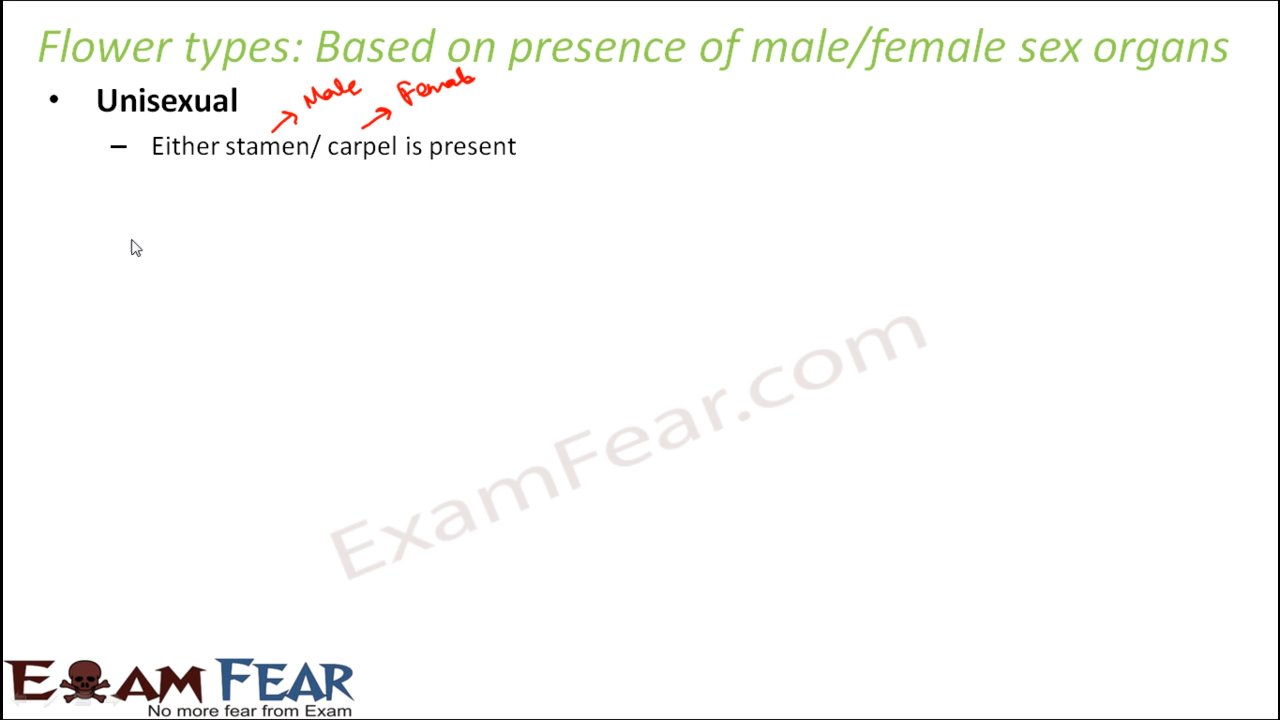 Flower types: Based on presence of male/female sex organs
• Unisexual
Male Female
– Either stamen/ carpel is present
ExamFear.com
EXAM FEAR
No more fear from Exam